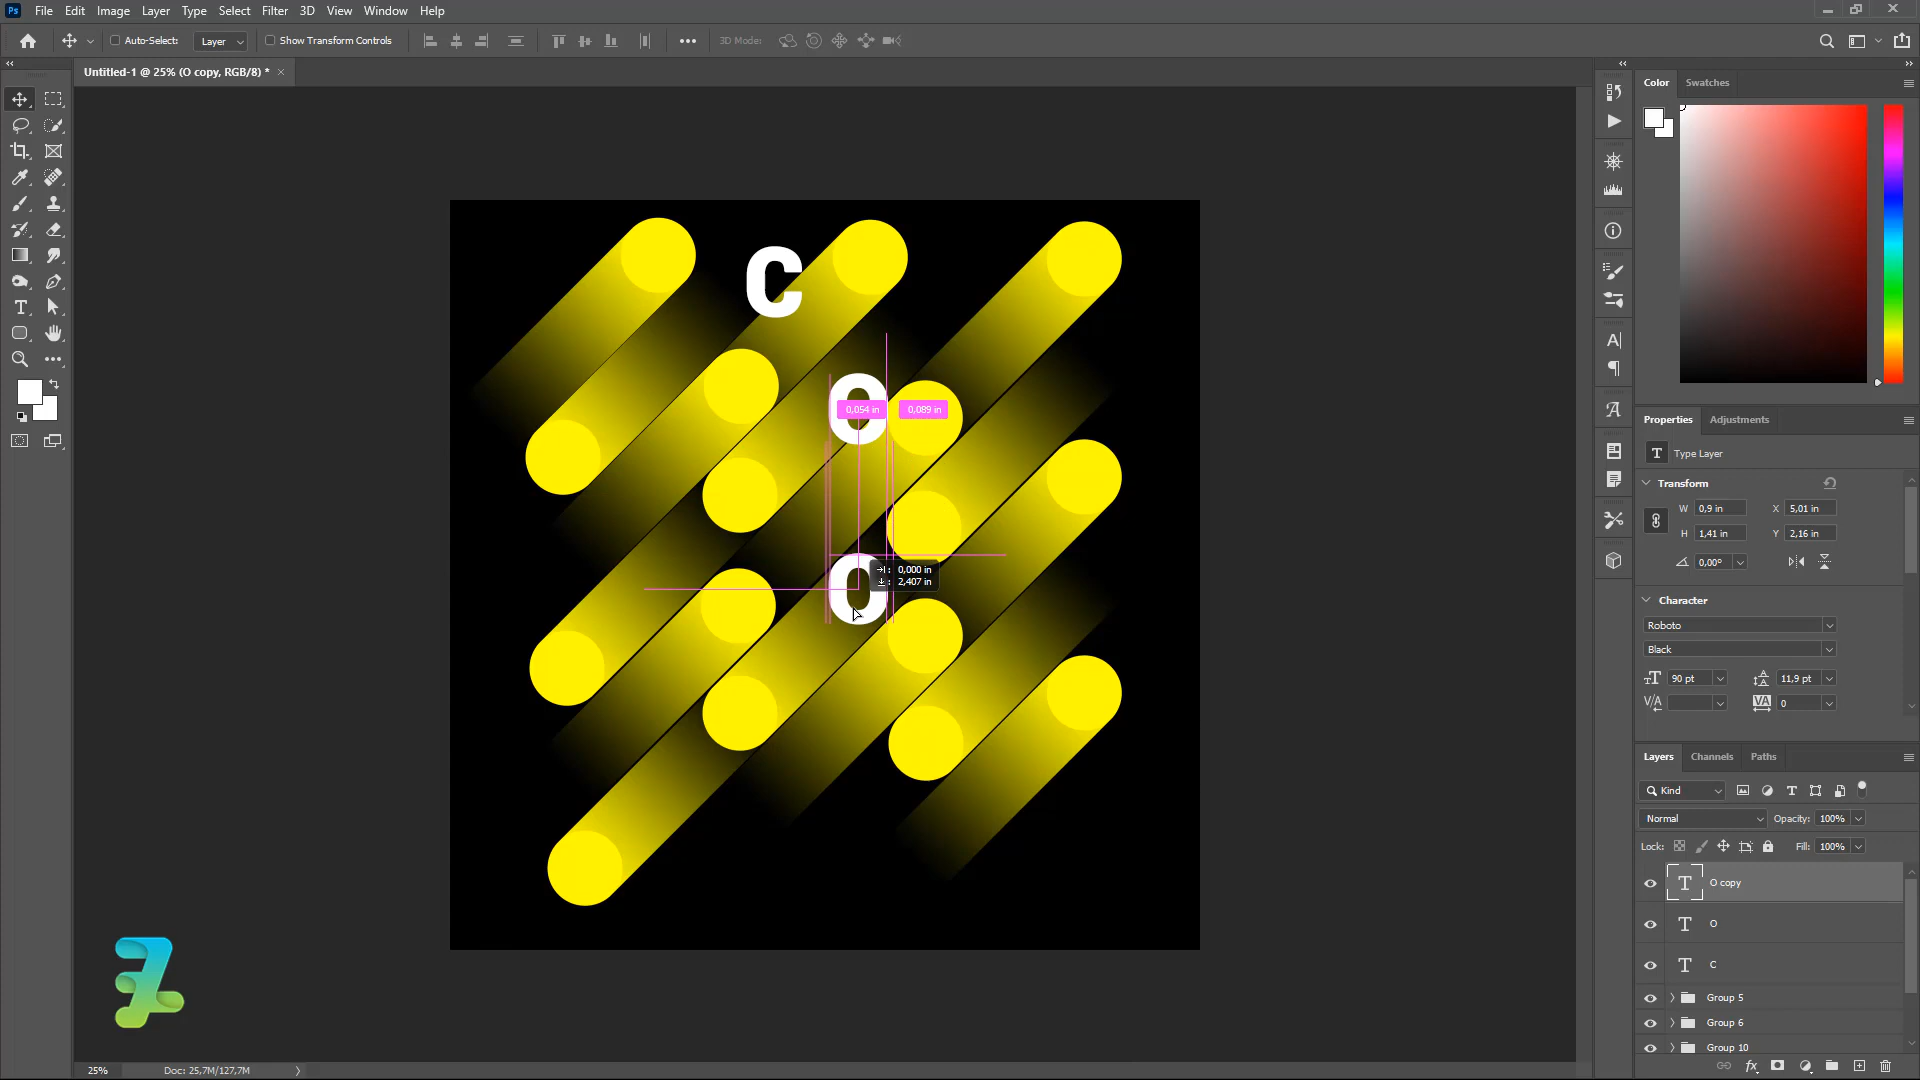 Ps File Edit Image Layer Type Select Filter 3D View Window Help
Auto-Select: Layer Show Transform Controls 3D Mode:
Untitled-1 @ 25% (O copy, RGB/8) *
C
O
0,054 in 0,089 in
O
0,000 in
2,407 in
25% Doc: 25,7M/127,7M
Color Swatches
Properties Adjustments
T Type Layer
Transform
W 0,9 in X 5,01 in
H 1,41 in Y 2,16 in
0,00°
Character
Roboto
Black
90 pt 11,9 pt
0
Layers Channels Paths
Kind
Normal Opacity: 100%
Lock: Fill: 100%
T O copy
T O
T C
Group 5
Group 6
Group 10